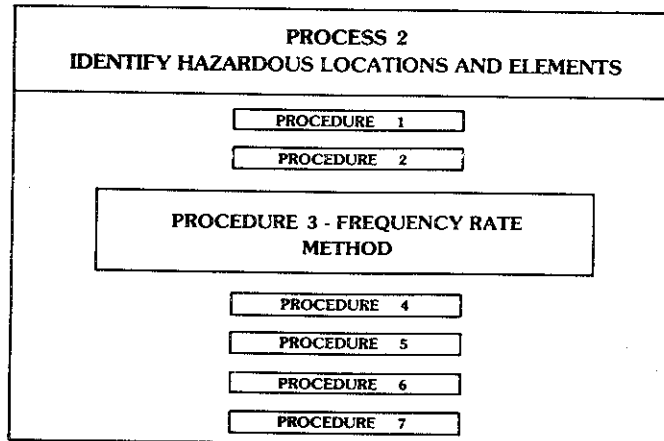 PROCESS 2
IDENTIFY HAZARDOUS LOCATIONS AND ELEMENTS
PROCEDURE 1
PROCEDURE 2
PROCEDURE 3 - FREQUENCY RATE
METHOD
PROCEDURE 4
PROCEDURE 5
PROCEDURE 6
PROCEDURE 7